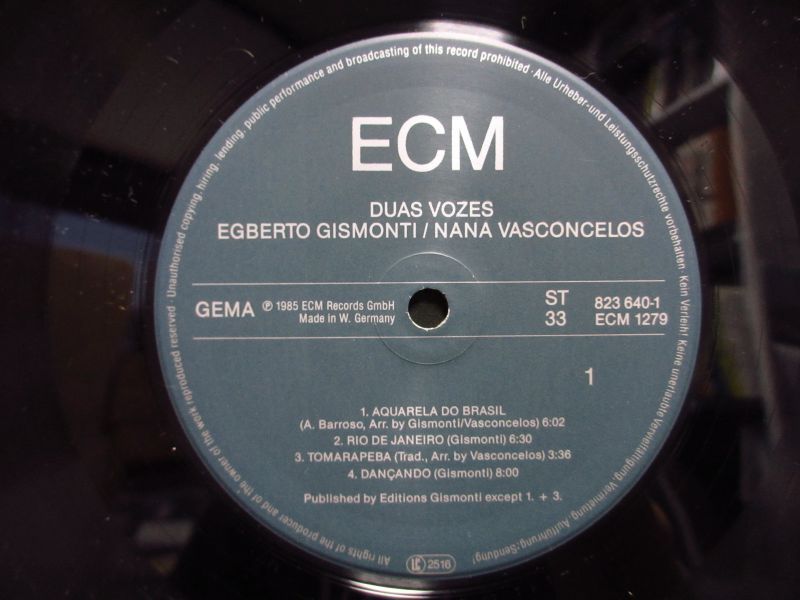 All rights of the producer and of the owner of the work reproduced reserved · Unauthorised copying, hiring, lending, public performance and broadcasting of this record prohibited · Alle Urheber- und Leistungsschutzrechte vorbehalten · Kein Verleih! Keine unerlaubte Vervielfältigung, Vermietung, Aufführung, Sendung!
ECM
DUAS VOZES
EGBERTO GISMONTI / NANA VASCONCELOS
GEMA ℗ 1985 ECM Records GmbH
Made in W. Germany
ST
33
823 640-1
ECM 1279
1
1. AQUARELA DO BRASIL
(A. Barroso, Arr. by Gismonti/Vasconcelos) 6:02
2. RIO DE JANEIRO (Gismonti) 6:30
3. TOMARAPEBA (Trad., Arr. by Vasconcelos) 3:36
4. DANÇANDO (Gismonti) 8:00
Published by Editions Gismonti except 1. + 3.
LC 2516